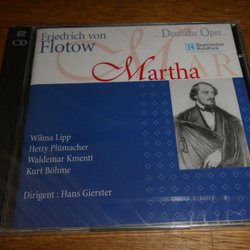 2
CD
Friedrich von
Flotow
Deutsche Oper
Bayerischer
Rundfunk
MAR
Martha
Wilma Lipp
Hetty Plümacher
Waldemar Kmentt
Kurt Böhme
Dirigent : Hans Gierster